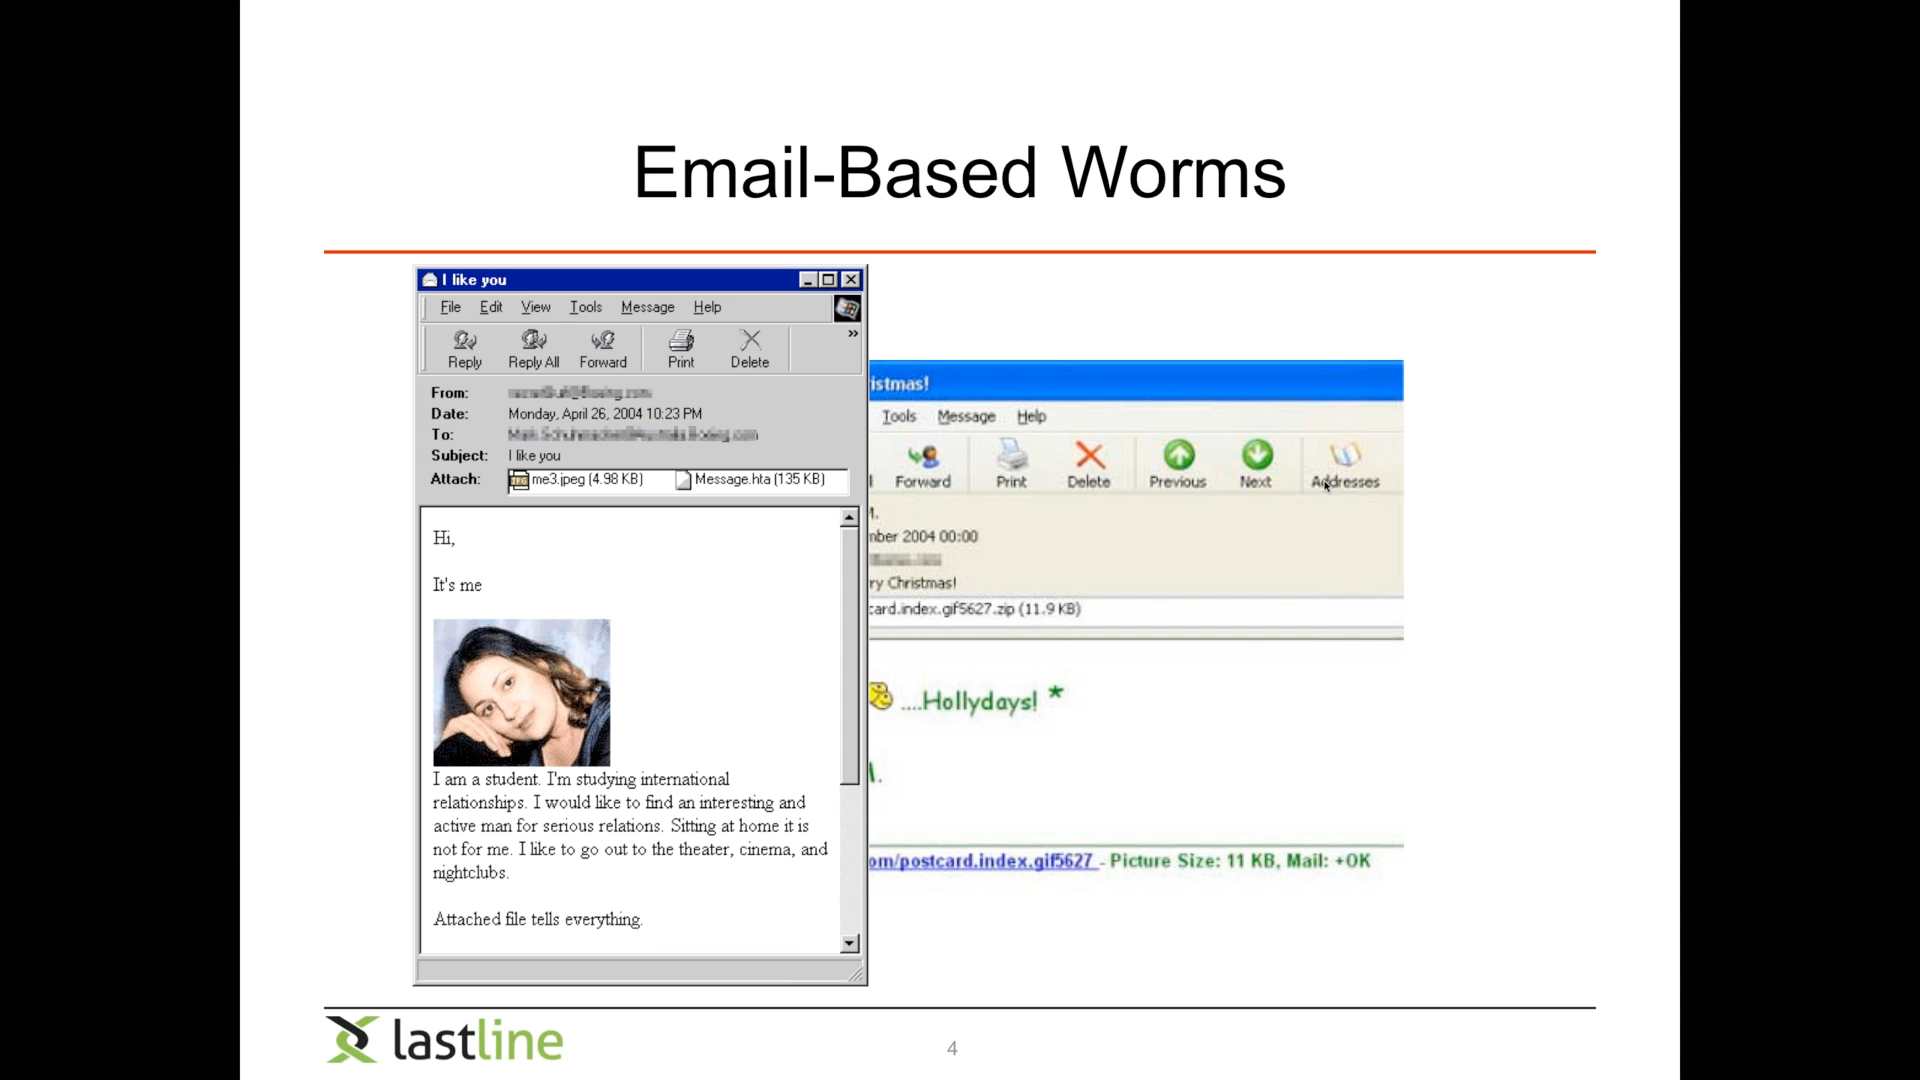 Email-Based Worms
I like you
File Edit View Tools Message Help
Reply Reply All Forward Print Delete
From:
Date: Monday, April 26, 2004 10:23 PM
To:
Subject: I like you
Attach: me3.jpeg (4.98 KB) Message.hta (135 KB)
Hi,
It's me
I am a student. I'm studying international
relationships. I would like to find an interesting and
active man for serious relations. Sitting at home it is
not for me. I like to go out to the theater, cinema, and
nightclubs.
Attached file tells everything.
istmas!
Tools Message Help
Forward Print Delete Previous Next Addresses
mber 2004 00:00
ry Christmas!
card.index.gif5627.zip (11.9 KB)
....Hollydays! *
om/postcard.index.gif5627 - Picture Size: 11 KB, Mail: +OK
lastline
4